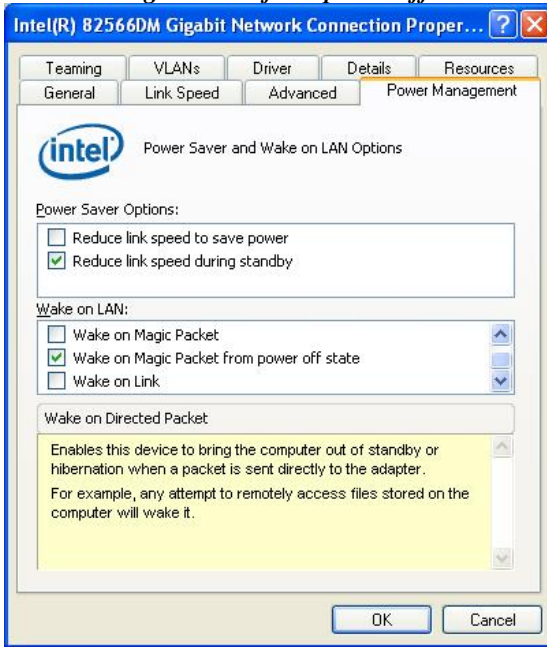 Intel(R) 82566DM Gigabit Network Connection Proper...
Teaming VLANs Driver Details Resources
General Link Speed Advanced Power Management
intel Power Saver and Wake on LAN Options
Power Saver Options:
Reduce link speed to save power
Reduce link speed during standby
Wake on LAN:
Wake on Magic Packet
Wake on Magic Packet from power off state
Wake on Link
Wake on Directed Packet
Enables this device to bring the computer out of standby or
hibernation when a packet is sent directly to the adapter.
For example, any attempt to remotely access files stored on the
computer will wake it.
OK Cancel